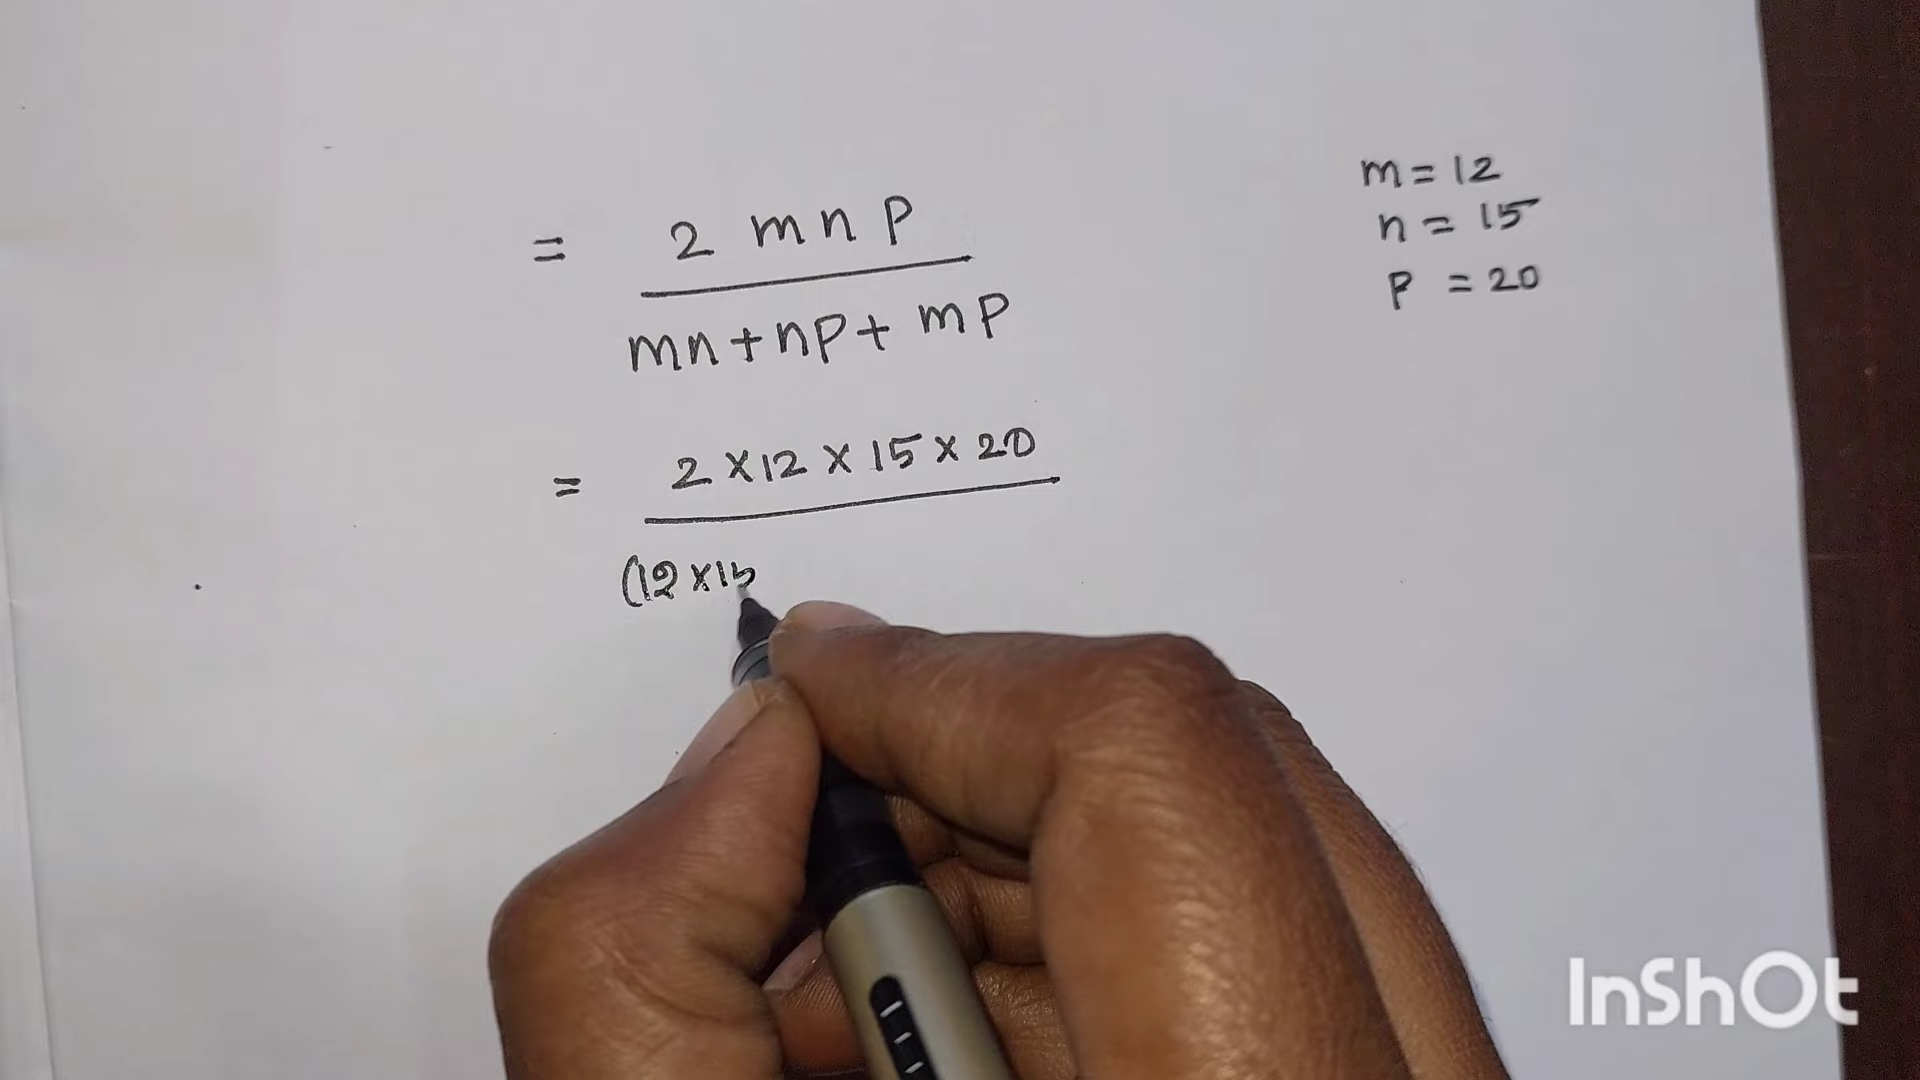 m = 12
n = 15
P = 20
= 2 m n P
mn + np + mp
= 2 × 12 × 15 × 20
(12 × 15
InShOt